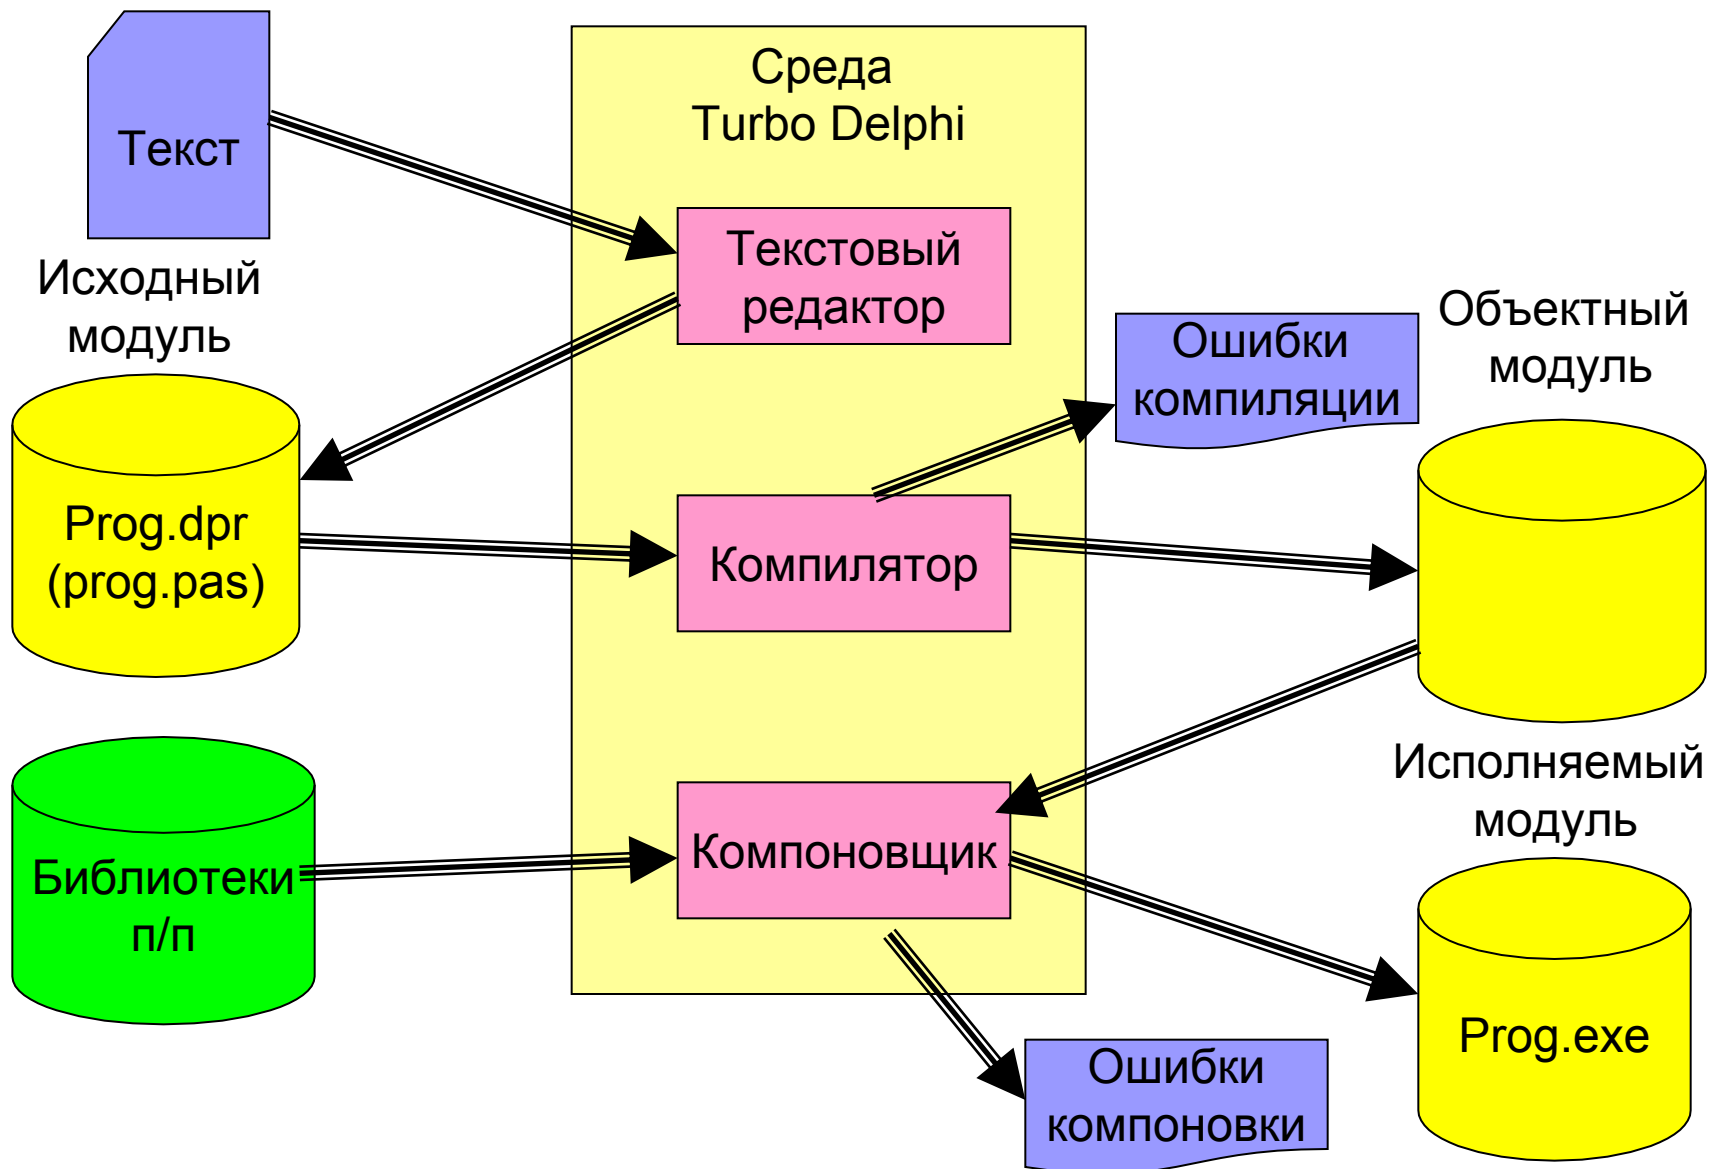 Среда
Turbo Delphi
Текст
Текстовый
редактор
Исходный
модуль
Ошибки
компиляции
Объектный
модуль
Prog.dpr
(prog.pas)
Компилятор
Исполняемый
модуль
Библиотеки
п/п
Компоновщик
Prog.exe
Ошибки
компоновки